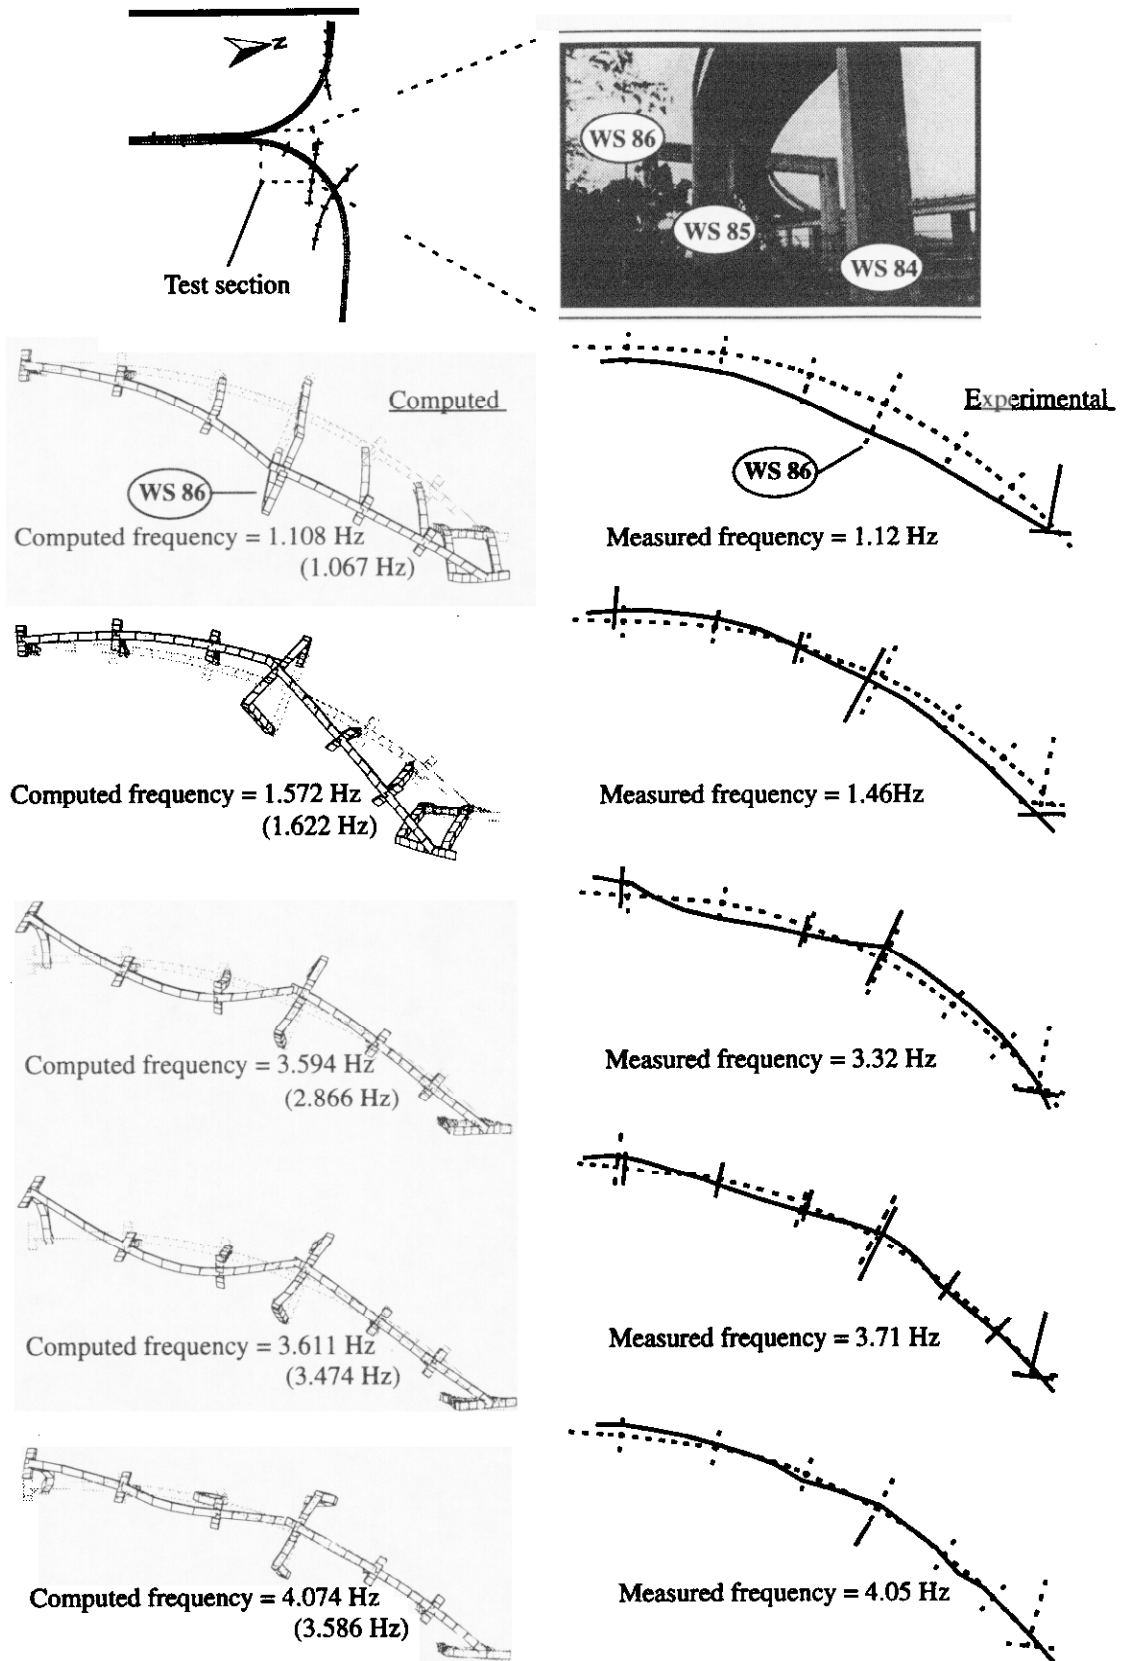 N
Test section
WS 86
WS 85
WS 84
Computed
Experimental
WS 86
WS 86
Computed frequency = 1.108 Hz
(1.067 Hz)
Measured frequency = 1.12 Hz
Computed frequency = 1.572 Hz
(1.622 Hz)
Measured frequency = 1.46Hz
Computed frequency = 3.594 Hz
(2.866 Hz)
Measured frequency = 3.32 Hz
Computed frequency = 3.611 Hz
(3.474 Hz)
Measured frequency = 3.71 Hz
Computed frequency = 4.074 Hz
(3.586 Hz)
Measured frequency = 4.05 Hz